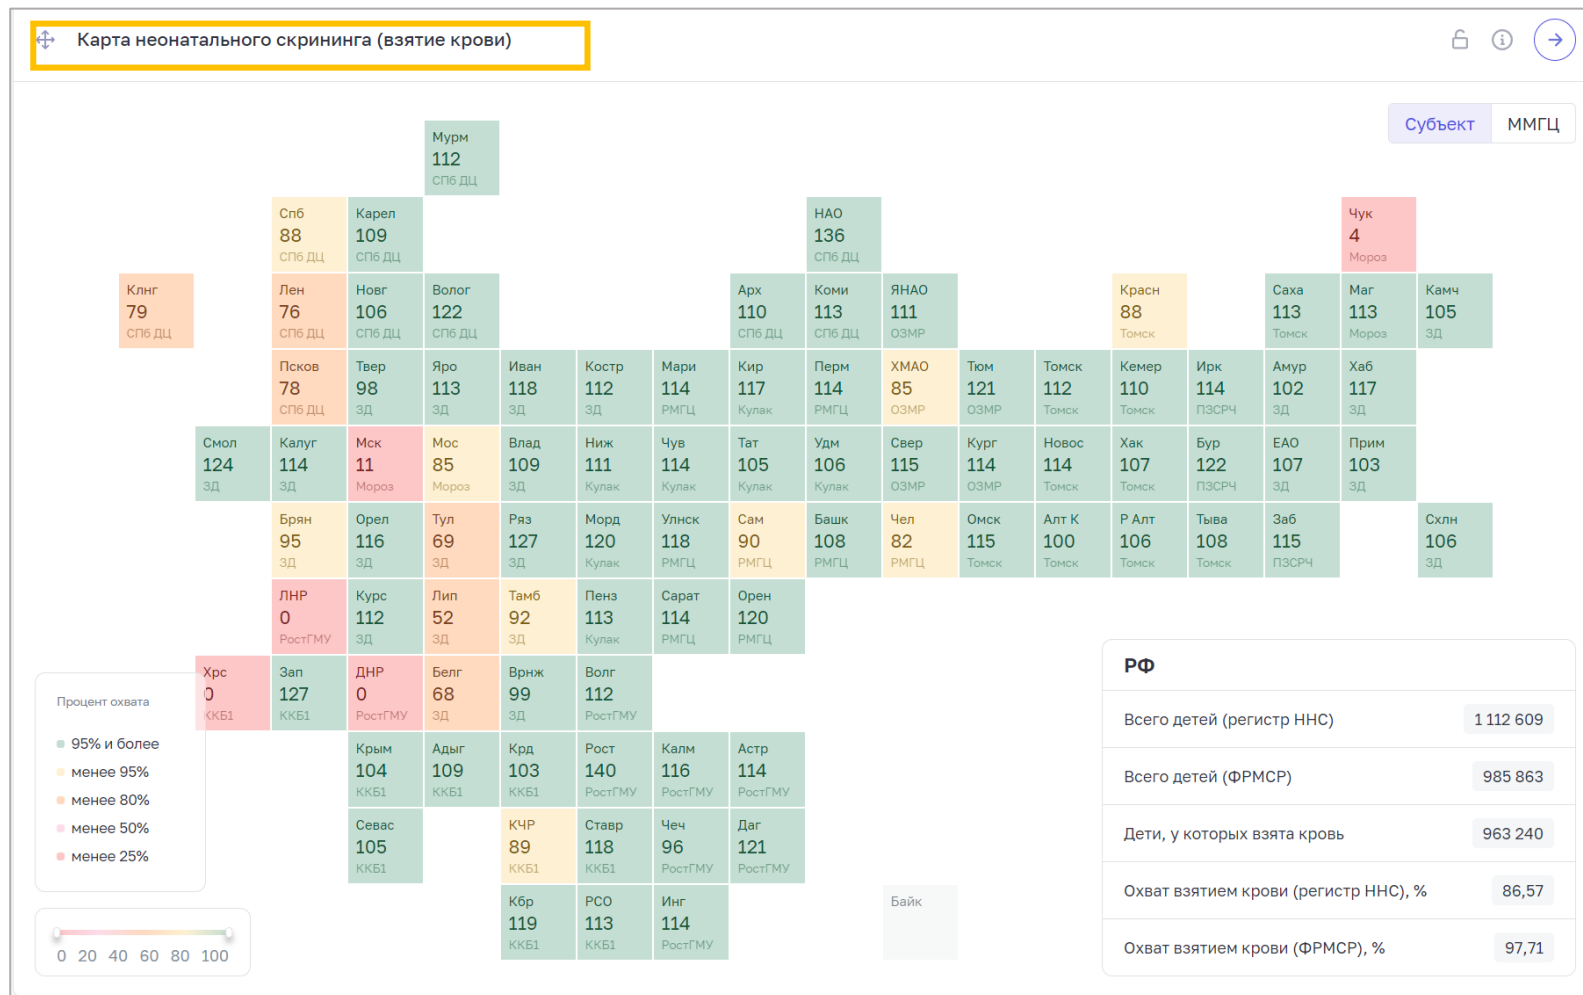 Карта неонатального скрининга (взятие крови)
Субъект ММГЦ
Мурм
112
СПб ДЦ
Спб Карел НАО Чук
88 109 136 4
СПб ДЦ СПб ДЦ СПб ДЦ Мороз
Клнг Лен Новг Волог Арх Коми ЯНАО Красн Саха Маг Камч
79 76 106 122 110 113 111 88 113 113 105
СПб ДЦ СПб ДЦ СПб ДЦ СПб ДЦ СПб ДЦ СПб ДЦ ОЗМР Томск Томск Мороз ЗД
Псков Твер Яро Иван Костр Мари Кир Перм ХМАО Тюм Томск Кемер Ирк Амур Хаб
78 98 113 118 112 114 117 114 85 121 112 110 114 102 117
СПб ДЦ ЗД ЗД ЗД ЗД РМГЦ Кулак РМГЦ ОЗМР ОЗМР Томск Томск ПЗСРЧ ЗД ЗД
Смол Калуг Мск Мос Влад Ниж Чув Тат Удм Свер Кург Новос Хак Бур ЕАО Прим
124 114 11 85 109 111 114 105 106 115 114 114 107 122 107 103
ЗД ЗД Мороз Мороз ЗД Кулак Кулак Кулак Кулак ОЗМР ОЗМР Томск Томск ПЗСРЧ ЗД ЗД
Брян Орел Тул Ряз Морд Улнск Сам Башк Чел Омск Алт К Р Алт Тыва Заб Схлн
95 116 69 127 120 118 90 108 82 115 100 106 108 115 106
ЗД ЗД ЗД ЗД Кулак РМГЦ РМГЦ РМГЦ РМГЦ Томск Томск Томск Томск ПЗСРЧ ЗД
ЛНР Курс Лип Тамб Пенз Сарат Орен
0 112 52 92 113 114 120
РостГМУ ЗД ЗД ЗД Кулак РМГЦ РМГЦ
Хрс Зап ДНР Белг Врнж Волг
0 127 0 68 99 112
ККБ1 ККБ1 РостГМУ ЗД ЗД РостГМУ
Крым Адыг Крд Рост Калм Астр
104 109 103 140 116 114
ККБ1 ККБ1 ККБ1 РостГМУ РостГМУ РостГМУ
Севас КЧР Ставр Чеч Даг
105 89 118 96 121
ККБ1 ККБ1 ККБ1 РостГМУ РостГМУ
Кбр РСО Инг Байк
119 113 114
ККБ1 ККБ1 РостГМУ
Процент охвата
95% и более
менее 95%
менее 80%
менее 50%
менее 25%
0 20 40 60 80 100
РФ
Всего детей (регистр ННС) 1 112 609
Всего детей (ФРМСР) 985 863
Дети, у которых взята кровь 963 240
Охват взятием крови (регистр ННС), % 86,57
Охват взятием крови (ФРМСР), % 97,71